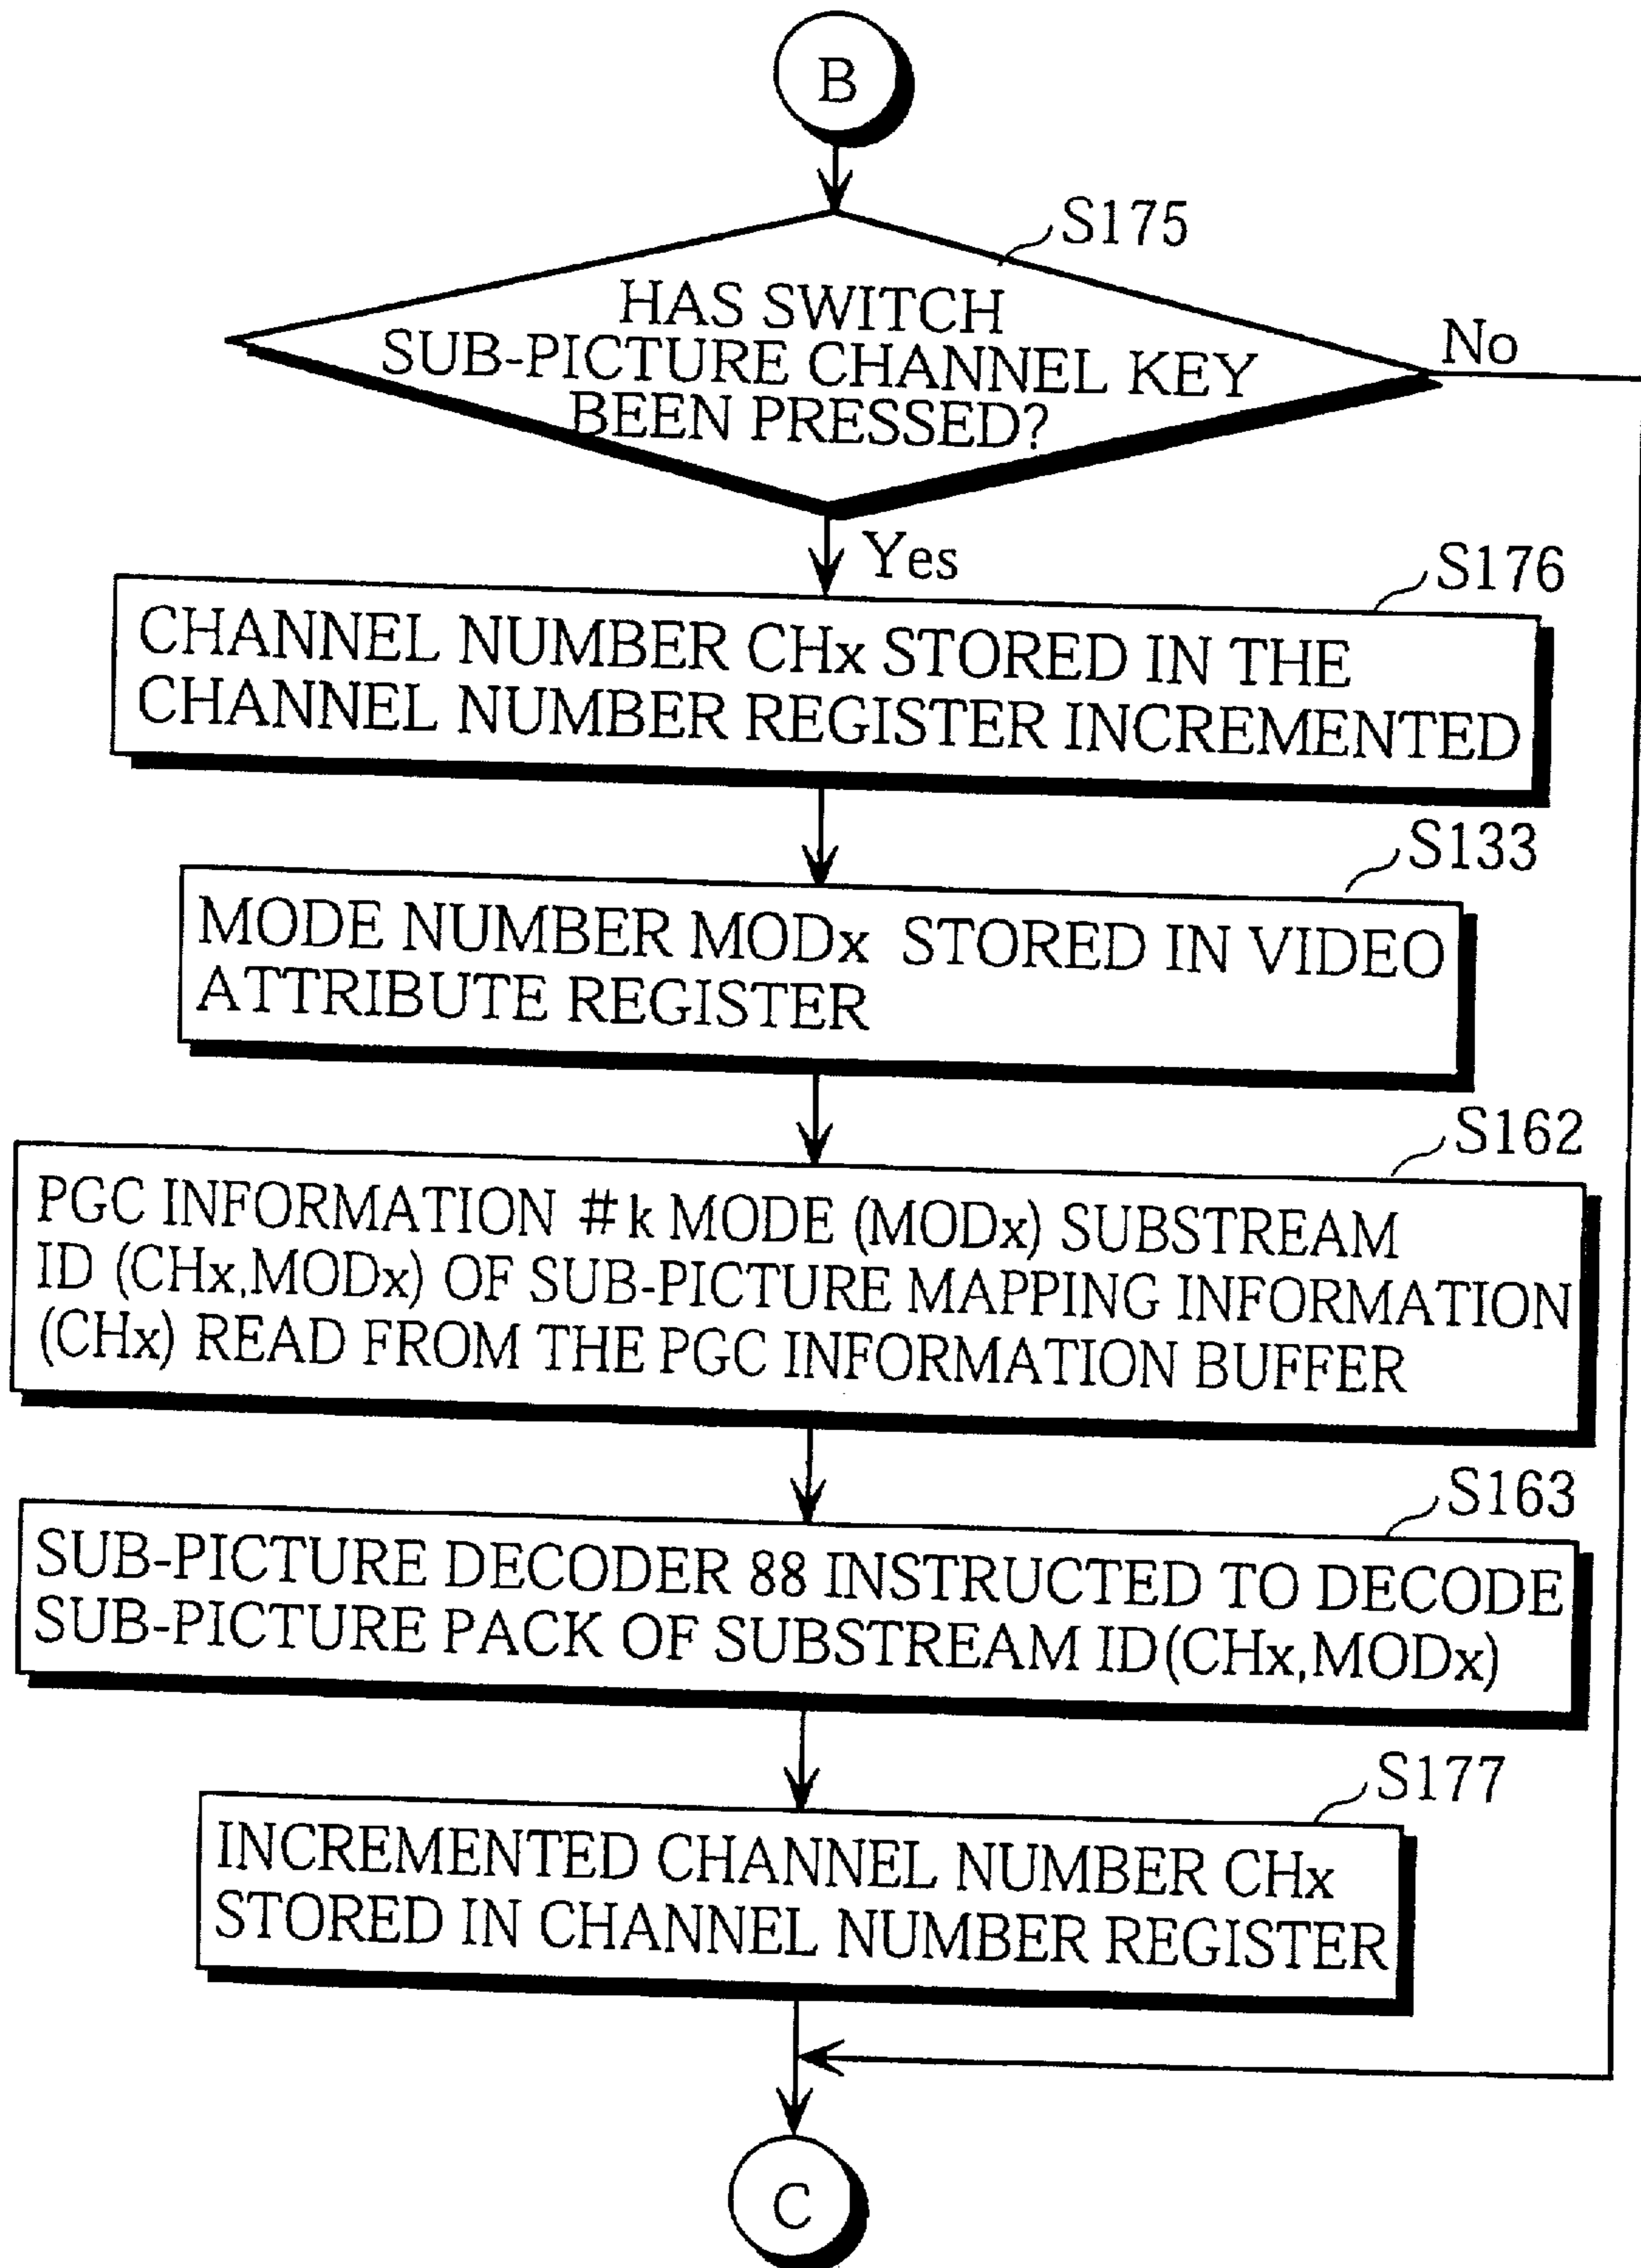 B
S175
HAS SWITCH
SUB-PICTURE CHANNEL KEY
BEEN PRESSED?
No
Yes
S176
CHANNEL NUMBER CHx STORED IN THE
CHANNEL NUMBER REGISTER INCREMENTED
S133
MODE NUMBER MODx STORED IN VIDEO
ATTRIBUTE REGISTER
S162
PGC INFORMATION #k MODE (MODx) SUBSTREAM
ID (CHx,MODx) OF SUB-PICTURE MAPPING INFORMATION
(CHx) READ FROM THE PGC INFORMATION BUFFER
S163
SUB-PICTURE DECODER 88 INSTRUCTED TO DECODE
SUB-PICTURE PACK OF SUBSTREAM ID(CHx,MODx)
S177
INCREMENTED CHANNEL NUMBER CHx
STORED IN CHANNEL NUMBER REGISTER
C